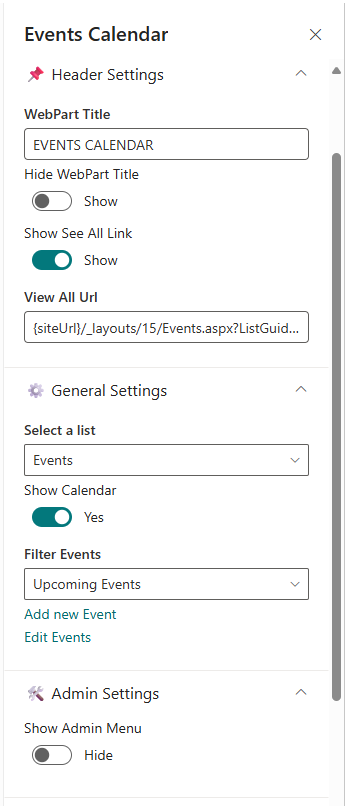 Events Calendar
Header Settings
WebPart Title
EVENTS CALENDAR
Hide WebPart Title
Show
Show See All Link
Show
View All Url
{siteUrl}/_layouts/15/Events.aspx?ListGuid...
General Settings
Select a list
Events
Show Calendar
Yes
Filter Events
Upcoming Events
Add new Event
Edit Events
Admin Settings
Show Admin Menu
Hide